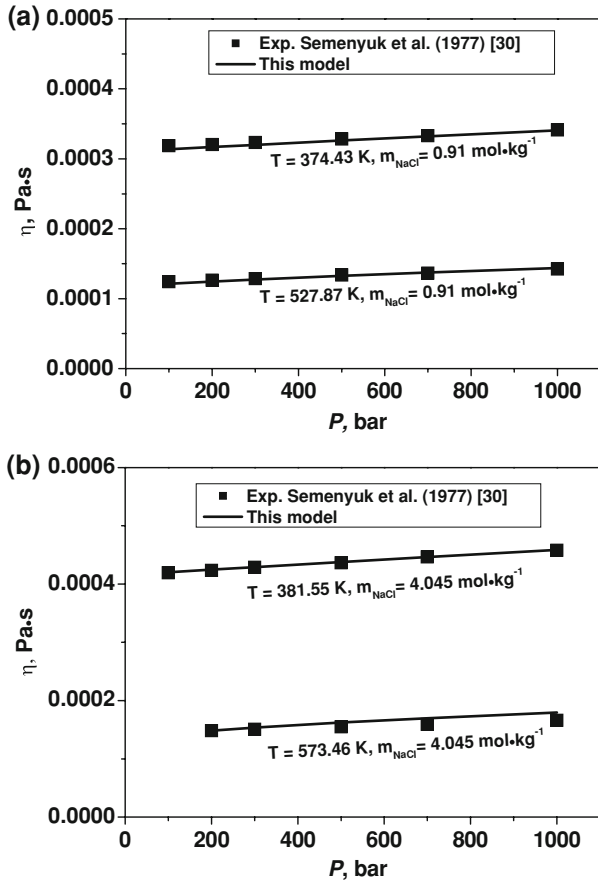 (a)
0.0005
0.0004
0.0003
0.0002
0.0001
0.0000
η, Pa•s
Exp. Semenyuk et al. (1977) [30]
This model
T = 374.43 K, mNaCl= 0.91 mol•kg-1
T = 527.87 K, mNaCl= 0.91 mol•kg-1
0 200 400 600 800 1000
P, bar
(b)
0.0006
0.0004
0.0002
0.0000
η, Pa•s
Exp. Semenyuk et al. (1977) [30]
This model
T = 381.55 K, mNaCl= 4.045 mol•kg-1
T = 573.46 K, mNaCl= 4.045 mol•kg-1
0 200 400 600 800 1000
P, bar